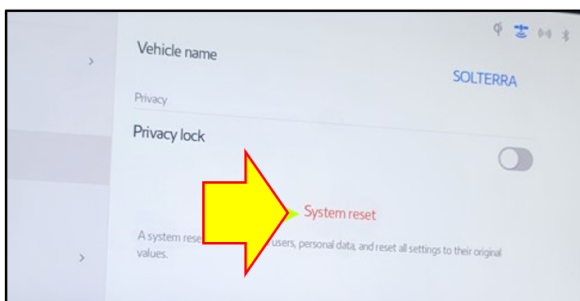 Vehicle name
SOLTERRA
Privacy
Privacy lock
System reset
A system rese users, personal data, and reset all settings to their original
values.